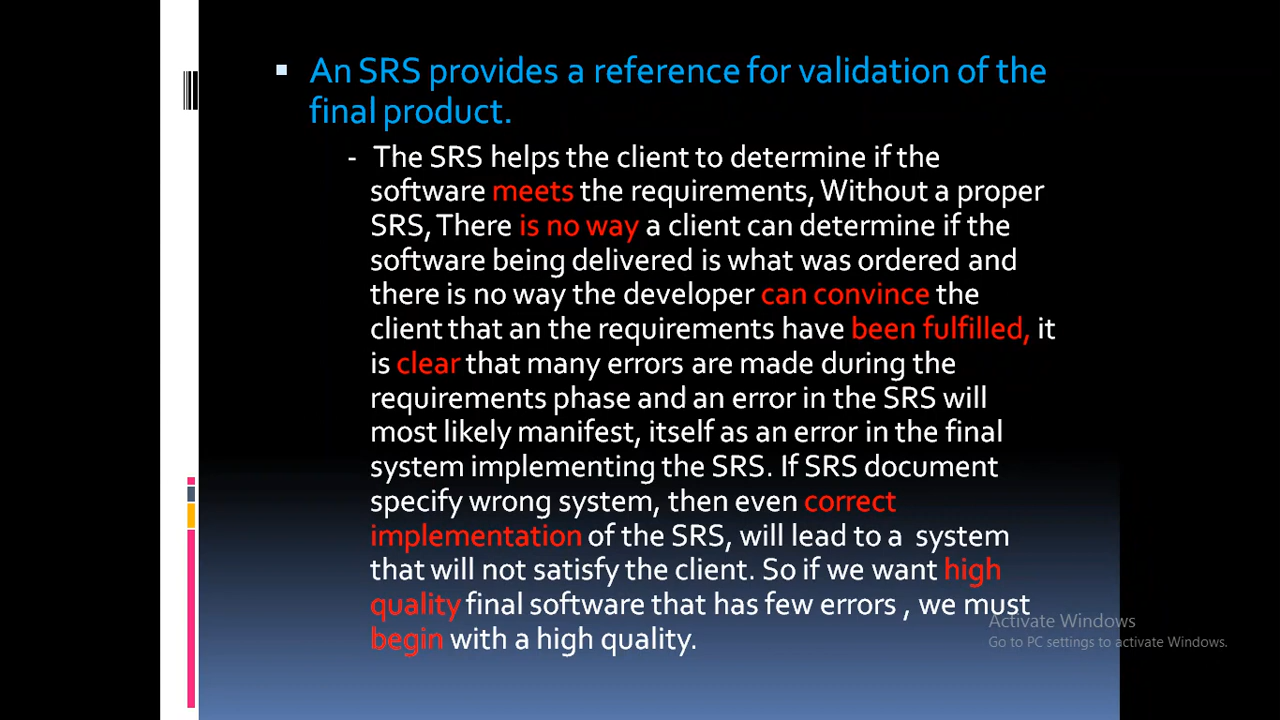 An SRS provides a reference for validation of the
final product.
- The SRS helps the client to determine if the
software meets the requirements, Without a proper
SRS, There is no way a client can determine if the
software being delivered is what was ordered and
there is no way the developer can convince the
client that an the requirements have been fulfilled, it
is clear that many errors are made during the
requirements phase and an error in the SRS will
most likely manifest, itself as an error in the final
system implementing the SRS. If SRS document
specify wrong system, then even correct
implementation of the SRS, will lead to a system
that will not satisfy the client. So if we want high
quality final software that has few errors , we must
begin with a high quality.
Activate Windows
Go to PC settings to activate Windows.